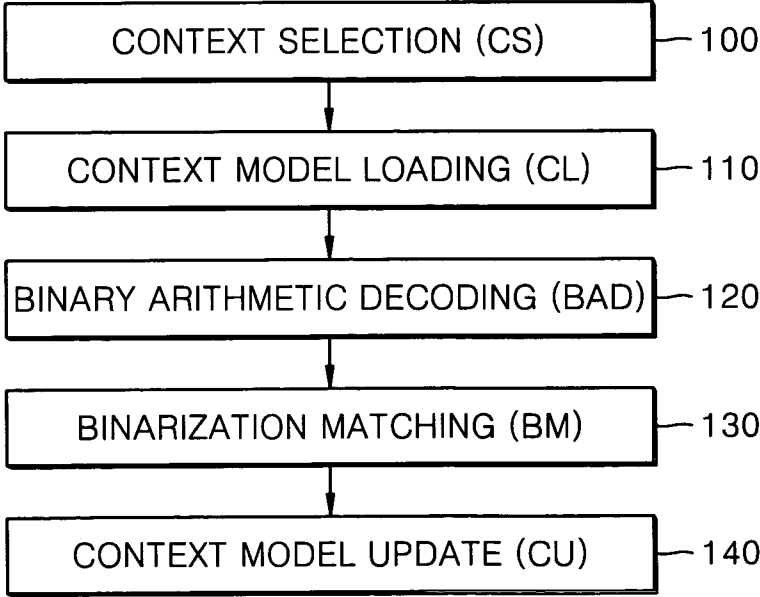 CONTEXT SELECTION (CS) 100
CONTEXT MODEL LOADING (CL) 110
BINARY ARITHMETIC DECODING (BAD) 120
BINARIZATION MATCHING (BM) 130
CONTEXT MODEL UPDATE (CU) 140